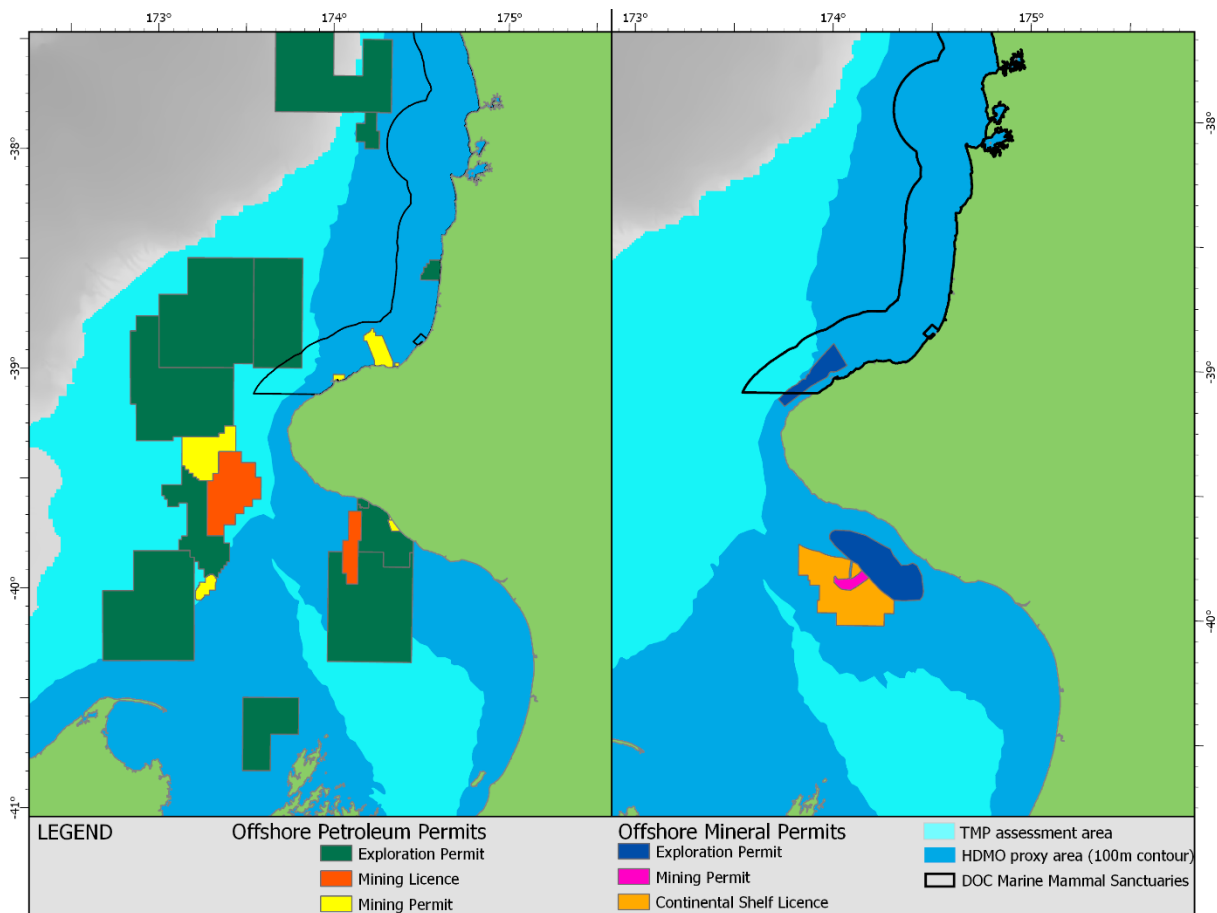 173° 174° 175° 173° 174° 175°
-38° -38°
-39° -39°
-40° -40°
-41° -41°
LEGEND Offshore Petroleum Permits Offshore Mineral Permits TMP assessment area
Exploration Permit Exploration Permit HDMO proxy area (100m contour)
Mining Licence Mining Permit DOC Marine Mammal Sanctuaries
Mining Permit Continental Shelf Licence